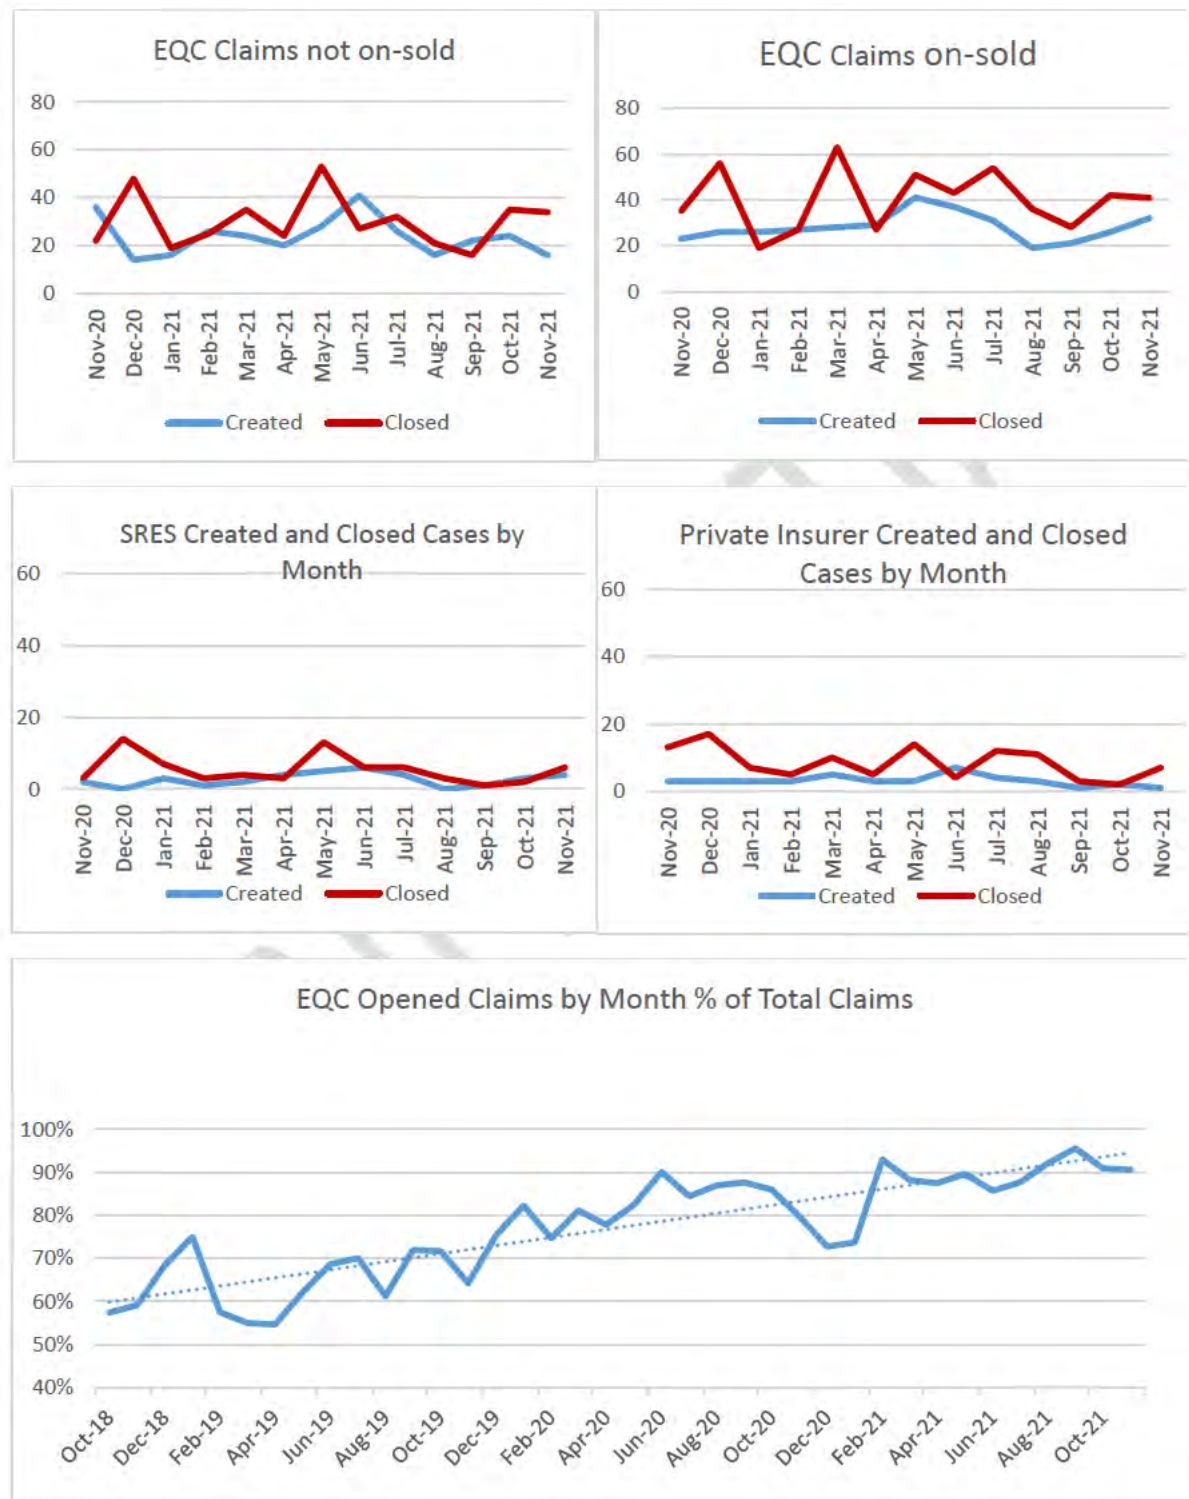 EQC Claims not on-sold
80
60
40
20
0
Nov-20
Dec-20
Jan-21
Feb-21
Mar-21
Apr-21
May-21
Jun-21
Jul-21
Aug-21
Sep-21
Oct-21
Nov-21
Created
Closed
EQC Claims on-sold
80
60
40
20
0
Nov-20
Dec-20
Jan-21
Feb-21
Mar-21
Apr-21
May-21
Jun-21
Jul-21
Aug-21
Sep-21
Oct-21
Nov-21
Created
Closed
SRES Created and Closed Cases by
Month
60
40
20
0
Nov-20
Dec-20
Jan-21
Feb-21
Mar-21
Apr-21
May-21
Jun-21
Jul-21
Aug-21
Sep-21
Oct-21
Nov-21
Created
Closed
Private Insurer Created and Closed
Cases by Month
60
40
20
0
Nov-20
Dec-20
Jan-21
Feb-21
Mar-21
Apr-21
May-21
Jun-21
Jul-21
Aug-21
Sep-21
Oct-21
Nov-21
Created
Closed
EQC Opened Claims by Month % of Total Claims
100%
90%
80%
70%
60%
50%
40%
Oct-18
Dec-18
Feb-19
Apr-19
Jun-19
Aug-19
Oct-19
Dec-19
Feb-20
Apr-20
Jun-20
Aug-20
Oct-20
Dec-20
Feb-21
Apr-21
Jun-21
Aug-21
Oct-21